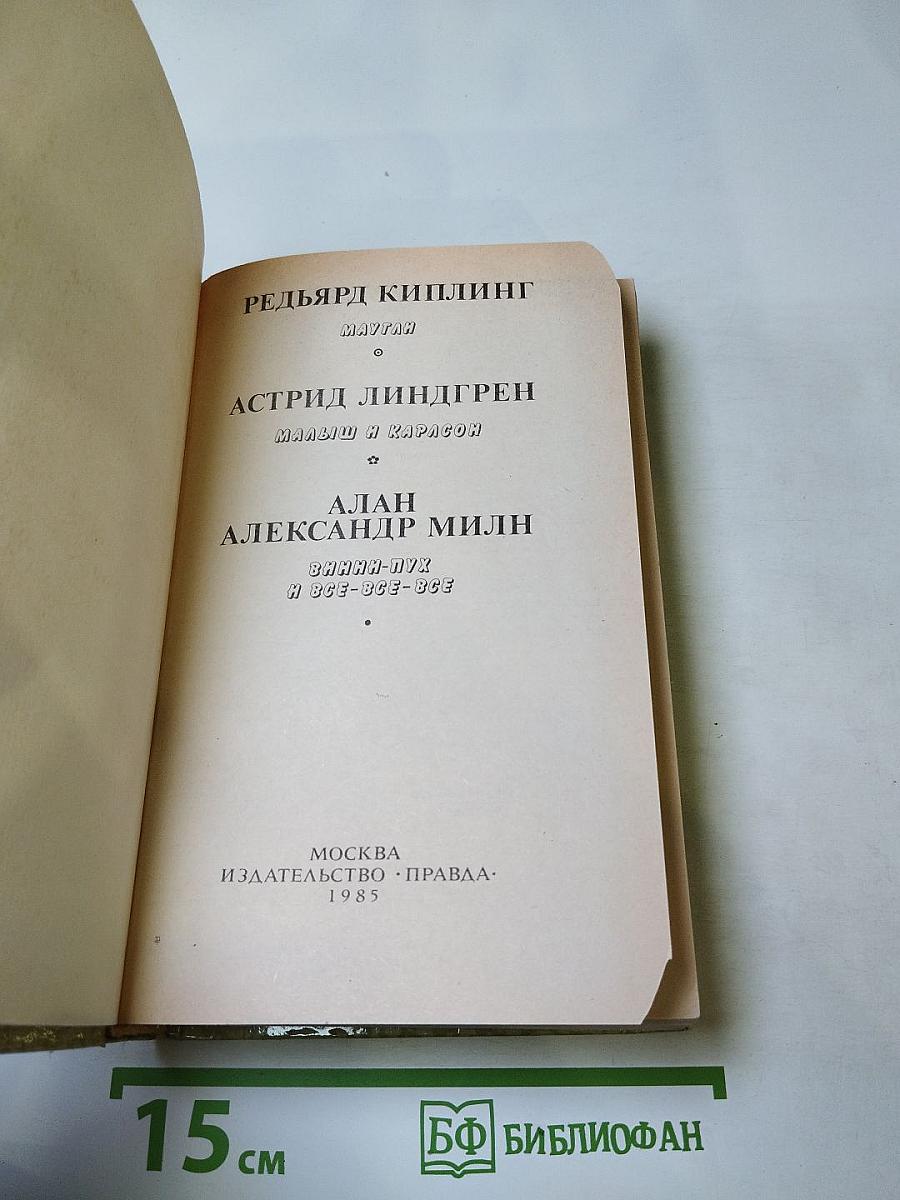 РЕДЬЯРД КИПЛИНГ
МАУГЛИ
АСТРИД ЛИНДГРЕН
МАЛЫШ И КАРЛСОН
АЛАН
АЛЕКСАНДР МИЛН
ВИННИ-ПУХ
И ВСЕ-ВСЕ-ВСЕ
МОСКВА
ИЗДАТЕЛЬСТВО «ПРАВДА»
1985
15 см
БФ БИБЛИОФАН